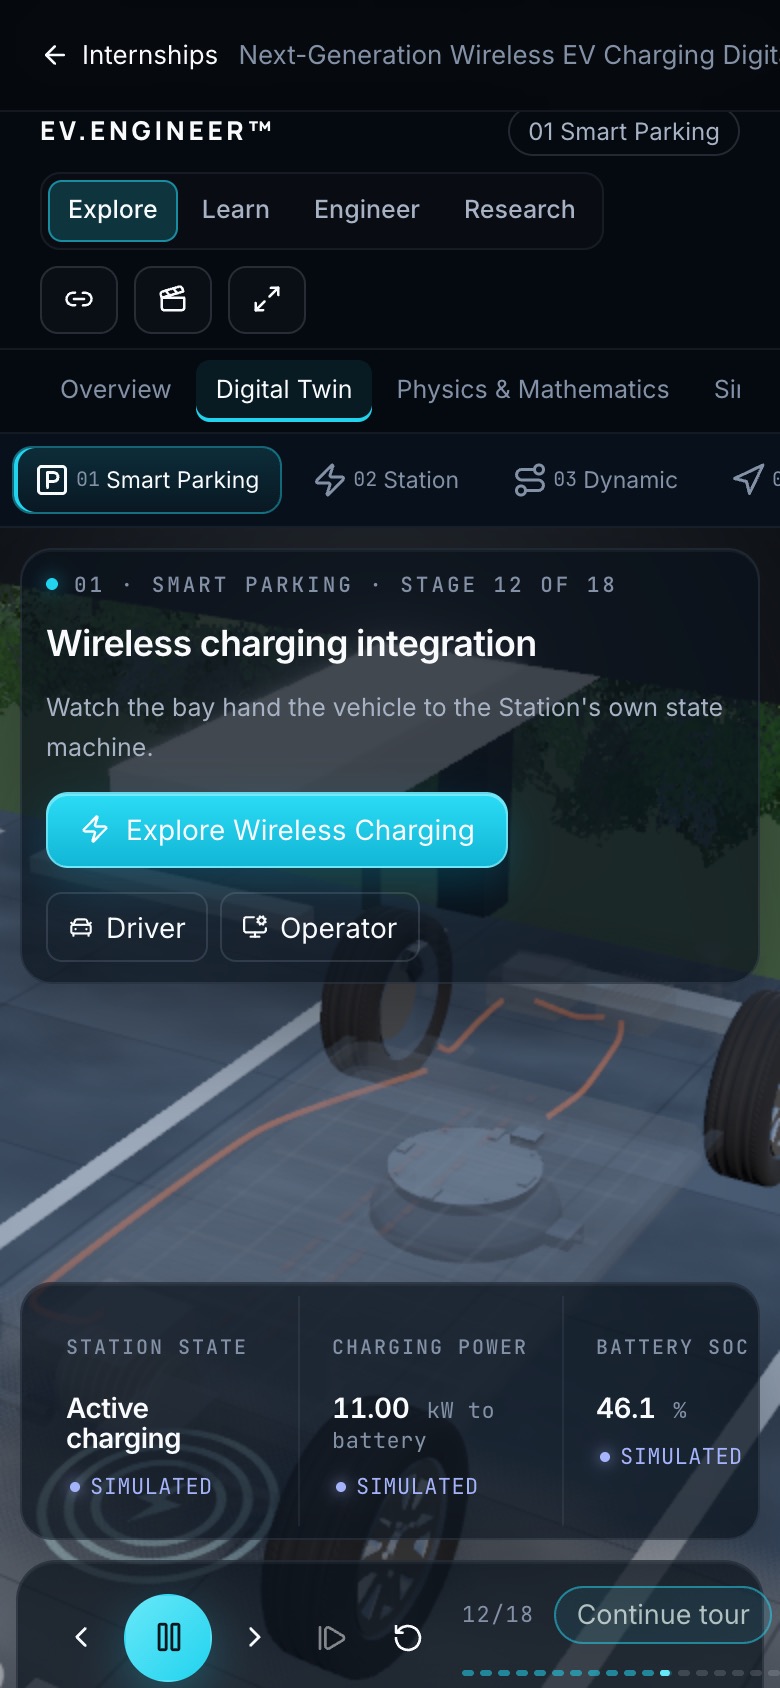 Internships Next-Generation Wireless EV Charging Digit
EV.ENGINEER™ 01 Smart Parking
Explore Learn Engineer Research
Overview Digital Twin Physics & Mathematics
01 Smart Parking 02 Station 03 Dynamic
01 · SMART PARKING · STAGE 12 OF 18
Wireless charging integration
Watch the bay hand the vehicle to the Station's own state
machine.
Explore Wireless Charging
Driver Operator
STATION STATE CHARGING POWER BATTERY SOC
Active 11.00 kW to 46.1 %
charging battery SIMULATED
SIMULATED SIMULATED
12/18 Continue tour